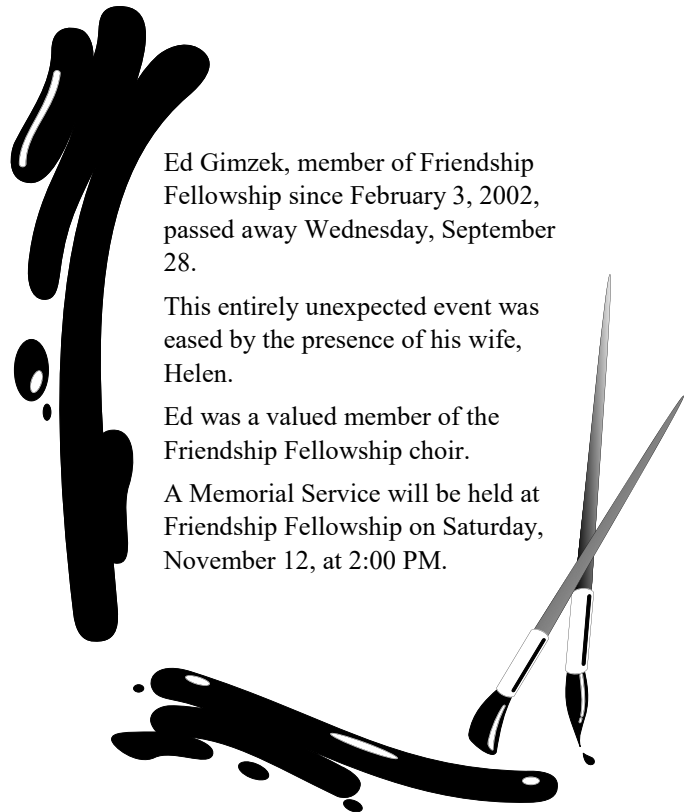 Ed Gimzek, member of Friendship
Fellowship since February 3, 2002,
passed away Wednesday, September
28.
This entirely unexpected event was
eased by the presence of his wife,
Helen.
Ed was a valued member of the
Friendship Fellowship choir.
A Memorial Service will be held at
Friendship Fellowship on Saturday,
November 12, at 2:00 PM.